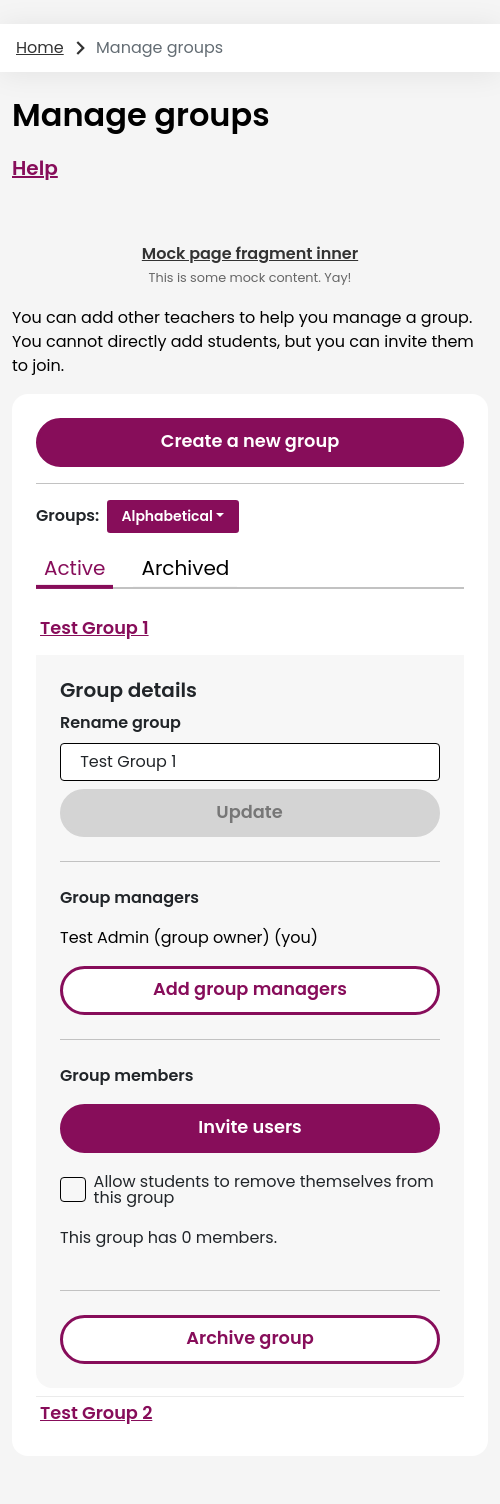 Home > Manage groups
Manage groups
Help
Mock page fragment inner
This is some mock content. Yay!
You can add other teachers to help you manage a group.
You cannot directly add students, but you can invite them
to join.
Create a new group
Groups: Alphabetical
Active Archived
Test Group 1
Group details
Rename group
Test Group 1
Update
Group managers
Test Admin (group owner) (you)
Add group managers
Group members
Invite users
Allow students to remove themselves from
this group
This group has 0 members.
Archive group
Test Group 2